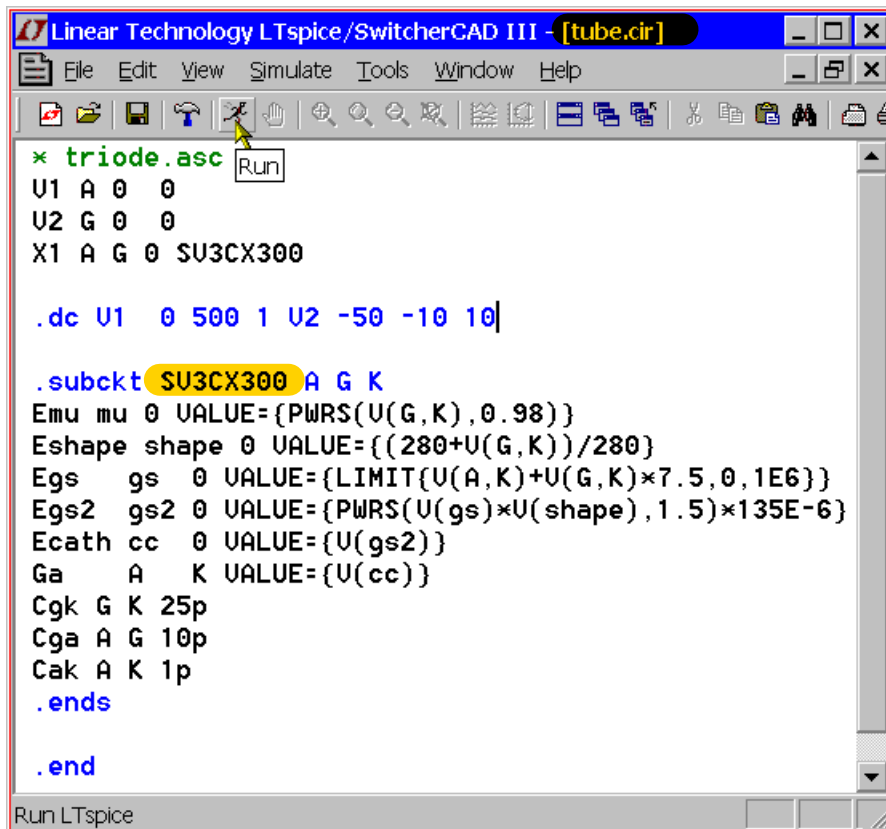 Linear Technology LTspice/SwitcherCAD III - [tube.cir]
File Edit View Simulate Tools Window Help
* triode.asc
Run
V1 A 0  0
V2 G 0  0
X1 A G 0 SV3CX300
.dc V1  0 500 1 V2 -50 -10 10
.subckt SV3CX300 A G K
Emu mu 0 VALUE={PWRS(V(G,K),0.98)}
Eshape shape 0 VALUE={(280+V(G,K))/280}
Egs   gs  0 VALUE={LIMIT{V(A,K)+V(G,K)*7.5,0,1E6}}
Egs2  gs2 0 VALUE={PWRS(V(gs)*V(shape),1.5)*135E-6}
Ecath cc  0 VALUE={V(gs2)}
Ga    A   K VALUE={V(cc)}
Cgk G K 25p
Cga A G 10p
Cak A K 1p
.ends
.end
Run LTspice